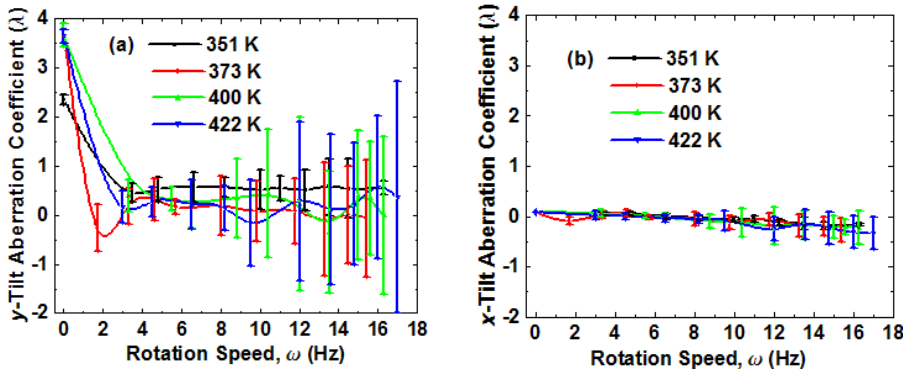 (a)
351 K
373 K
400 K
422 K
4
3
2
1
0
-1
-2
0 2 4 6 8 10 12 14 16 18
y-Tilt Aberration Coefficient (λ)
Rotation Speed, ω (Hz)
(b)
351 K
373 K
400 K
422 K
4
3
2
1
0
-1
-2
0 2 4 6 8 10 12 14 16 18
x-Tilt Aberration Coefficient (λ)
Rotation Speed, ω (Hz)